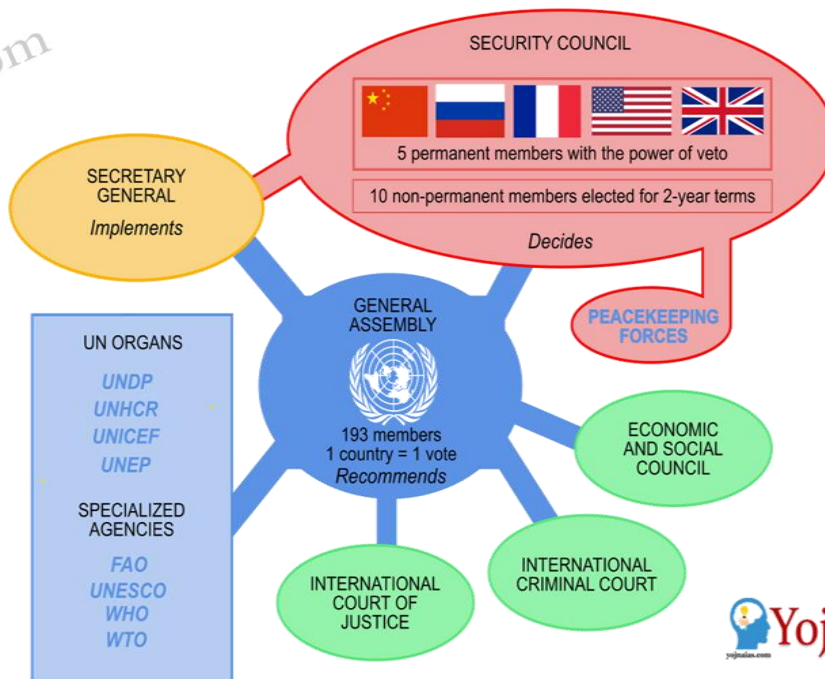 om
SECURITY COUNCIL
5 permanent members with the power of veto
10 non-permanent members elected for 2-year terms
Decides
SECRETARY
GENERAL
Implements
PEACEKEEPING
FORCES
GENERAL
ASSEMBLY
193 members
1 country = 1 vote
Recommends
UN ORGANS
UNDP
UNHCR
UNICEF
UNEP
SPECIALIZED
AGENCIES
FAO
UNESCO
WHO
WTO
ECONOMIC
AND SOCIAL
COUNCIL
INTERNATIONAL
CRIMINAL COURT
INTERNATIONAL
COURT OF
JUSTICE
Yoj
yojnaias.com